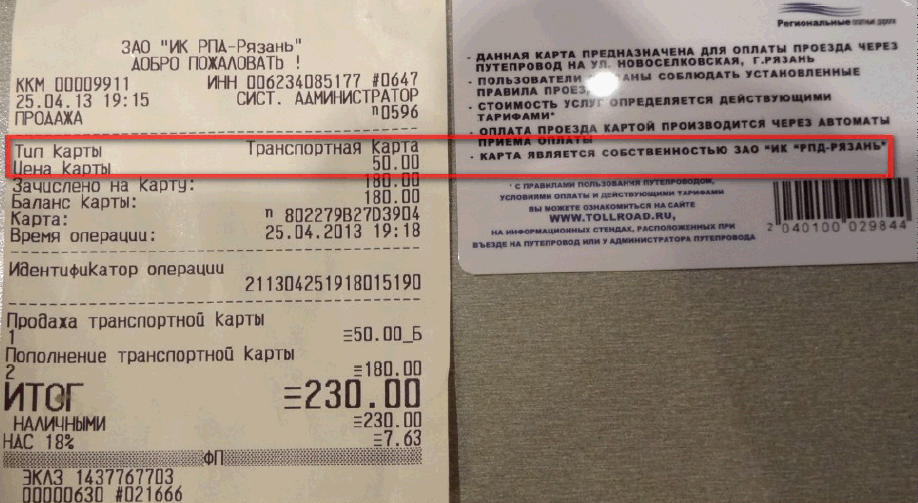 ЗАО "ИК РПД-Рязань"
ДОБРО ПОЖАЛОВАТЬ !
ККМ 00009911 ИНН 006234085177 #0647
25.04.13 19:15 СИСТ. ААМИНИСТРАТОР
ПРОДАЖА №0596
Тип карты Транспортная карта
Цена карты 50.00
Зачислено на карту: 180.00
Баланс карты: 180.00
Карта: № 802279B27D39D4
Время операции: 25.04.2013 19:18
Идентификатор операции
211304251918015190
Продажа транспортной карты
1 ≡50.00_Б
Пополнение транспортной карты
2 ≡180.00
ИТОГ ≡230.00
НАЛИЧНЫМИ ≡230.00
НАС 18% ≡7.63
ФП
ЭКЛЗ 1437767703
00000630 #021666
Региональные платные дороги
- ДАННАЯ КАРТА ПРЕДНАЗНАЧЕНА ДЛЯ ОПЛАТЫ ПРОЕЗДА ЧЕРЕЗ
ПУТЕПРОВОД НА УЛ. НОВОСЕЛКОВСКАЯ, Г.РЯЗАНЬ
- ПОЛЬЗОВАТЕЛИ СОБЛЮДАТЬ УСТАНОВЛЕННЫЕ
ПРАВИЛА
- СТОИМОСТЬ УСЛУГ ОПРЕДЕЛЯЕТСЯ ДЕЙСТВУЮЩИМИ
ТАРИФАМИ*
- ОПЛАТА ПРОЕЗДА КАРТОЙ ПРОИЗВОДИТСЯ ЧЕРЕЗ АВТОМАТЫ
ПРИЕМА ОПЛАТЫ
- КАРТА ЯВЛЯЕТСЯ СОБСТВЕННОСТЬЮ ЗАО "ИК "РПД-РЯЗАНЬ"
* С ПРАВИЛАМИ ПОЛЬЗОВАНИЯ ПУТЕПРОВОДОМ,
УСЛОВИЯМИ ОПЛАТЫ И ДЕЙСТВУЮЩИМИ ТАРИФАМИ
ВЫ МОЖЕТЕ ОЗНАКОМИТЬСЯ НА САЙТЕ
WWW.TOLLROAD.RU,
НА ИНФОРМАЦИОННЫХ СТЕНДАХ, РАСПОЛОЖЕННЫХ ПРИ
ВЪЕЗДЕ НА ПУТЕПРОВОД ИЛИ У АДМИНИСТРАТОРА ПУТЕПРОВОДА
2 040100 029844